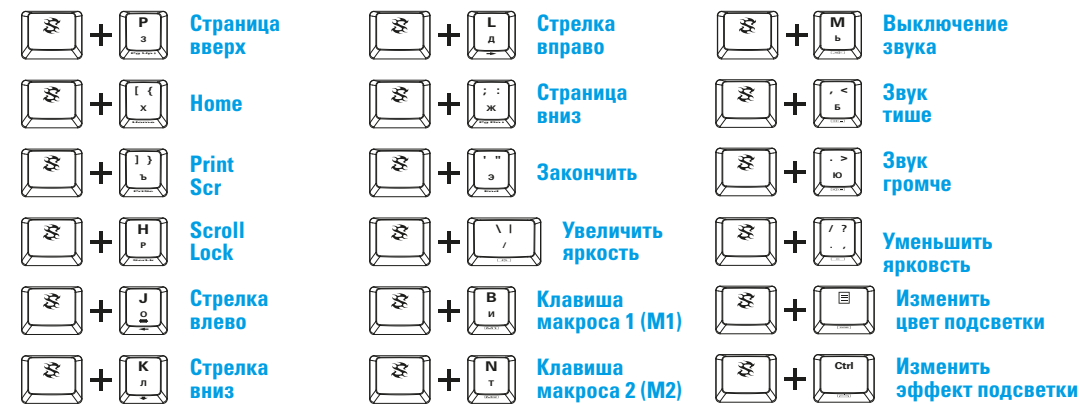 P
З
Страница
вверх
[ {
Х
Home
Home
] }
Ъ
Print
Scr
H
Р
Scroll
Lock
J
О
Стрелка
влево
K
Л
Стрелка
вниз
L
Д
Стрелка
вправо
; :
Ж
Страница
вниз
' "
Э
End
Закончить
\ |
/
Увеличить
яркость
B
И
Клавиша
макроса 1 (M1)
N
Т
Клавиша
макроса 2 (M2)
M
Ь
Выключение
звука
, <
Б
Звук
тише
. >
Ю
Звук
громче
/ ?
. ,
Уменьшить
ярковсть
Изменить
цвет подсветки
Ctrl
Изменить
эффект подсветки